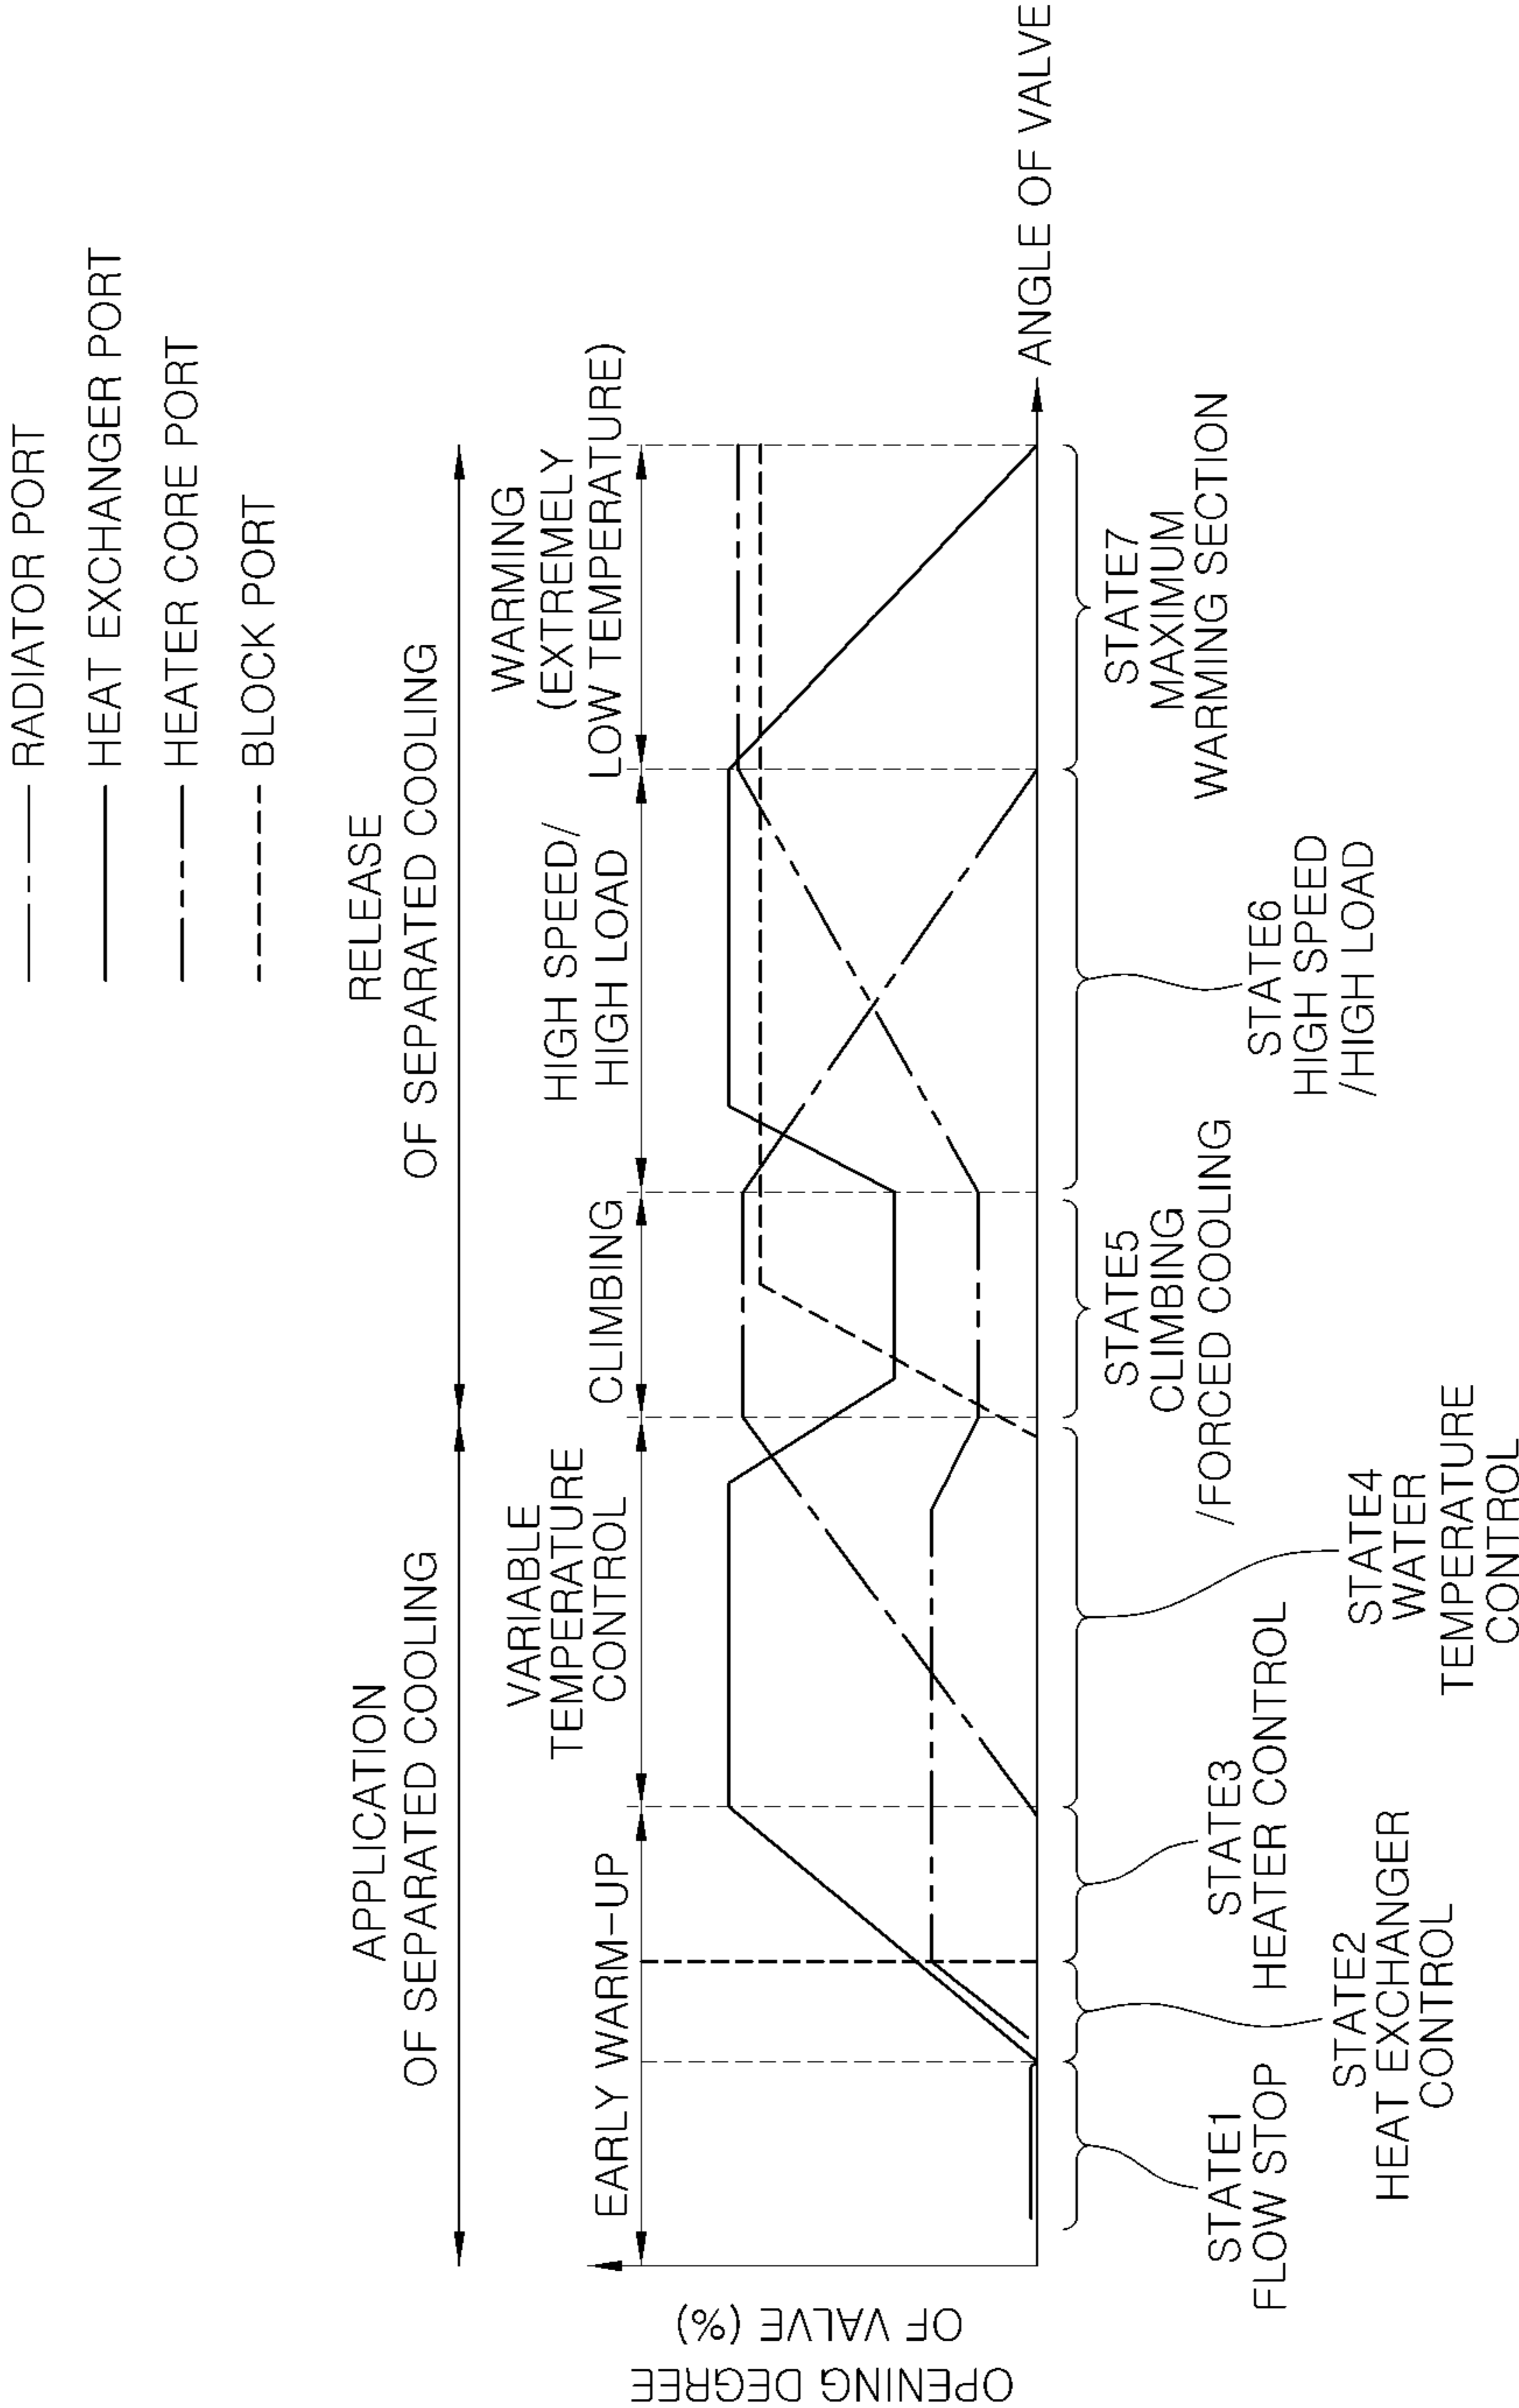 RADIATOR PORT
HEAT EXCHANGER PORT
HEATER CORE PORT
BLOCK PORT
APPLICATION
OF SEPARATED COOLING
RELEASE
OF SEPARATED COOLING
EARLY WARM-UP
VARIABLE
TEMPERATURE
CONTROL
CLIMBING
HIGH SPEED/
HIGH LOAD
WARMING
(EXTREMELY
LOW TEMPERATURE)
OPENING DEGREE
OF VALVE (%)
ANGLE OF VALVE
STATE1
FLOW STOP
STATE2
HEAT EXCHANGER
CONTROL
STATE3
HEATER CONTROL
STATE4
WATER
TEMPERATURE
CONTROL
STATE5
CLIMBING
/FORCED COOLING
STATE6
HIGH SPEED
/HIGH LOAD
STATE7
MAXIMUM
WARMING SECTION